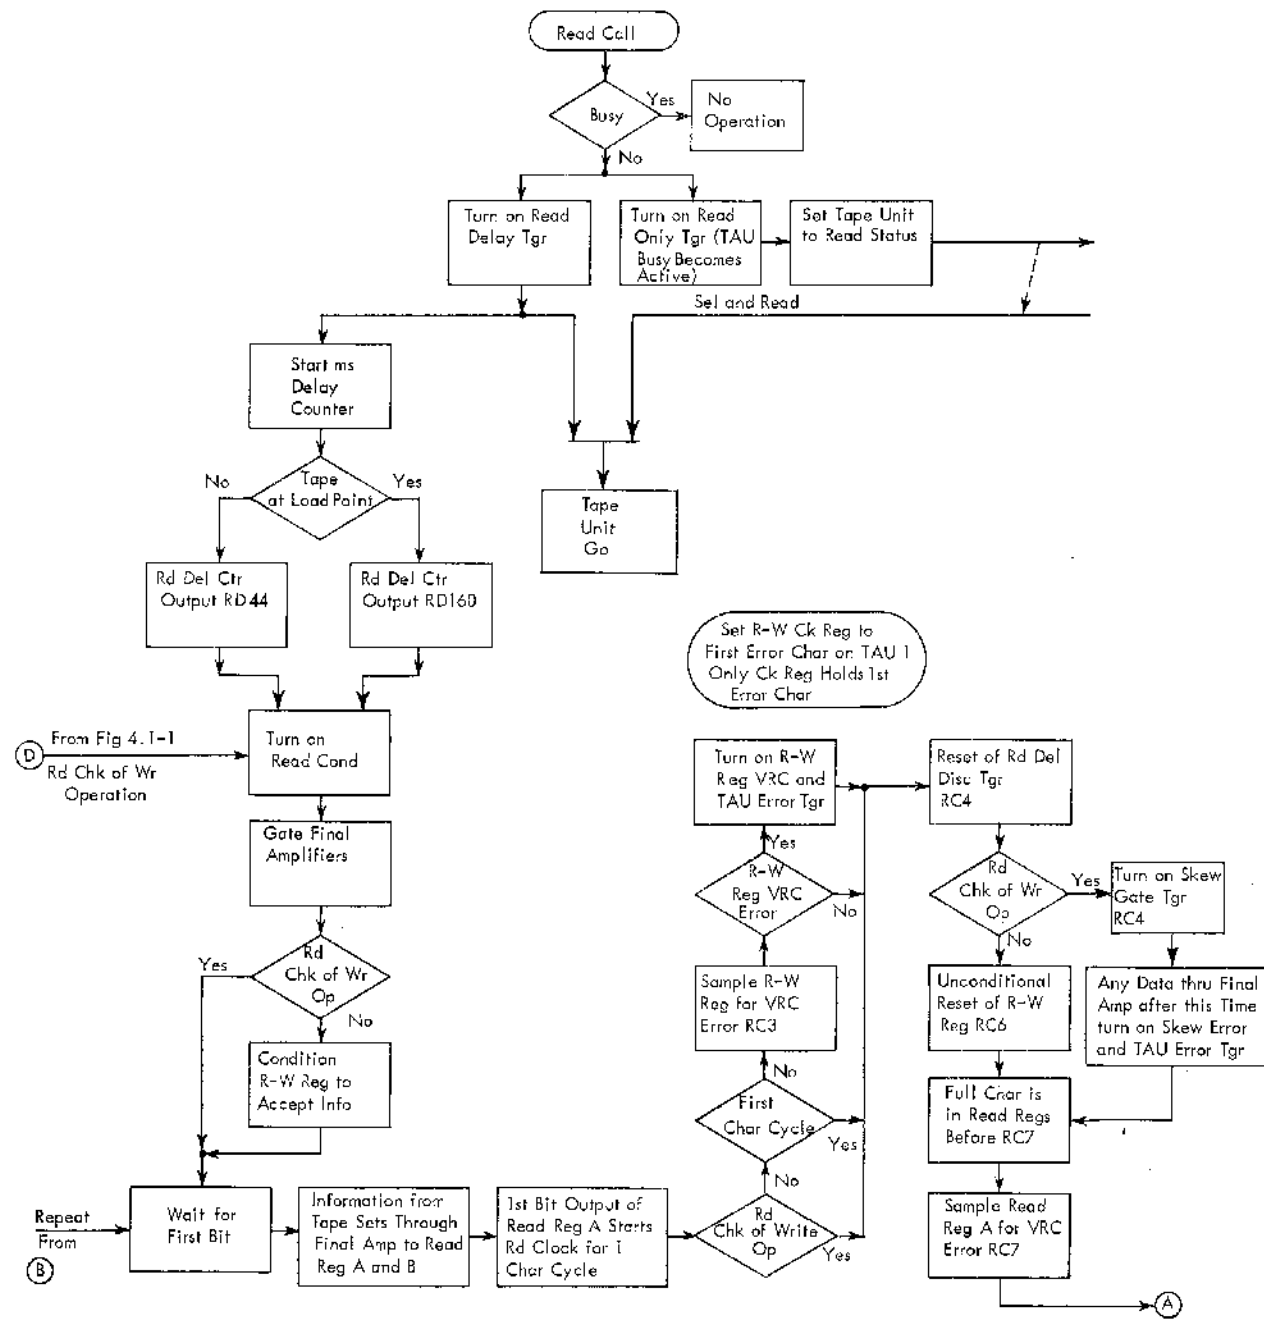 Read Call
Busy
Yes
No
Operation
No
Turn on Read
Delay Tgr
Turn on Read
Only Tgr (TAU
Busy Becomes
Active)
Set Tape Unit
to Read Status
Sel and Read
Start ms
Delay
Counter
Tape
at Load Point
No
Yes
Tape
Unit
Go
Rd Del Ctr
Output RD44
Rd Del Ctr
Output RD160
Set R-W Ck Reg to
First Error Char on TAU 1
Only Ck Reg Holds 1st
Error Char
D
From Fig 4.1-1
Rd Chk of Wr
Operation
Turn on
Read Cond
Turn on R-W
Reg VRC and
TAU Error Tgr
Reset of Rd Del
Disc Tgr
RC4
Gate Final
Amplifiers
Yes
R-W
Reg VRC
Error
No
Rd
Chk of Wr
Op
Yes
No
Turn on Skew
Gate Tgr
RC4
Rd
Chk of Wr
Op
Yes
No
Sample R-W
Reg for VRC
Error RC3
Unconditional
Reset of R-W
Reg RC6
Any Data thru Final
Amp after this Time
turn on Skew Error
and TAU Error Tgr
Condition
R-W Reg to
Accept Info
No
First
Char Cycle
Yes
Full Char is
in Read Regs
Before RC7
Repeat
From
B
Wait for
First Bit
Information from
Tape Sets Through
Final Amp to Read
Reg A and B
1st Bit Output of
Read Reg A Starts
Rd Clock for 1
Char Cycle
No
Rd
Chk of Write
Op
Yes
Sample Read
Reg A for VRC
Error RC7
A